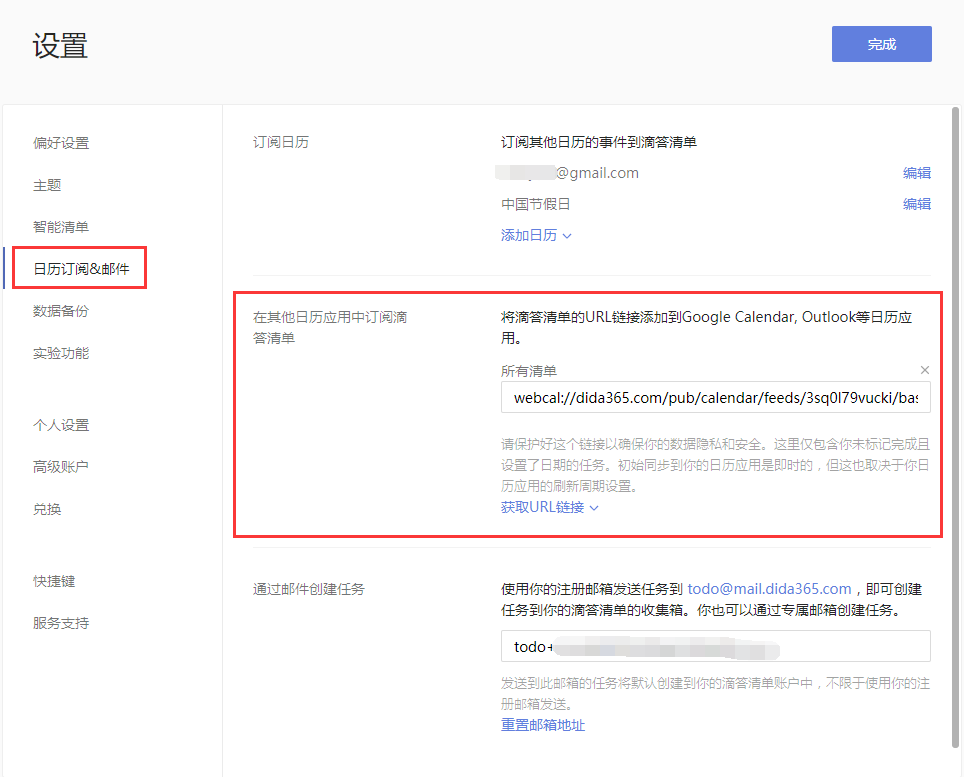 设置
完成
偏好设置
主题
智能清单
日历订阅&邮件
数据备份
实验功能
个人设置
高级账户
兑换
快捷键
服务支持
订阅日历
订阅其他日历的事件到滴答清单
@gmail.com
编辑
中国节假日
编辑
添加日历
在其他日历应用中订阅滴
答清单
将滴答清单的URL链接添加到Google Calendar, Outlook等日历应
用。
所有清单
webcal://dida365.com/pub/calendar/feeds/3sq0l79vucki/bas
请保护好这个链接以确保你的数据隐私和安全。这里仅包含你未标记完成且
设置了日期的任务。初始同步到你的日历应用是即时的，但这也取决于你日
历应用的刷新周期设置。
获取URL链接
通过邮件创建任务
使用你的注册邮箱发送任务到 todo@mail.dida365.com，即可创建
任务到你的滴答清单的收集箱。你也可以通过专属邮箱创建任务。
todo+
发送到此邮箱的任务将默认创建到你的滴答清单账户中，不限于使用你的注
册邮箱发送。
重置邮箱地址